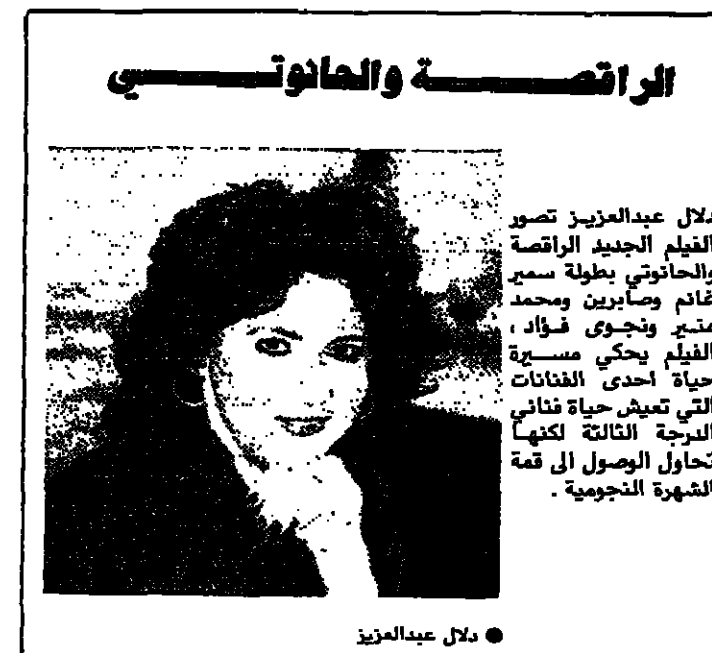 الراقصة والحانوتي
دلال عبدالعزيز تصور
الفيلم الجديد الراقصة
والحانوتي بطولة سمير
غانم وصابرين ومحمد
منير ونجوى فؤاد ،
الفيلم يحكي مسيرة
حياة احدى الفنانات
التي تعيش حياة فناني
الدرجة الثالثة لكنها
تحاول الوصول الى قمة
الشهرة النجومية .
● دلال عبدالعزيز